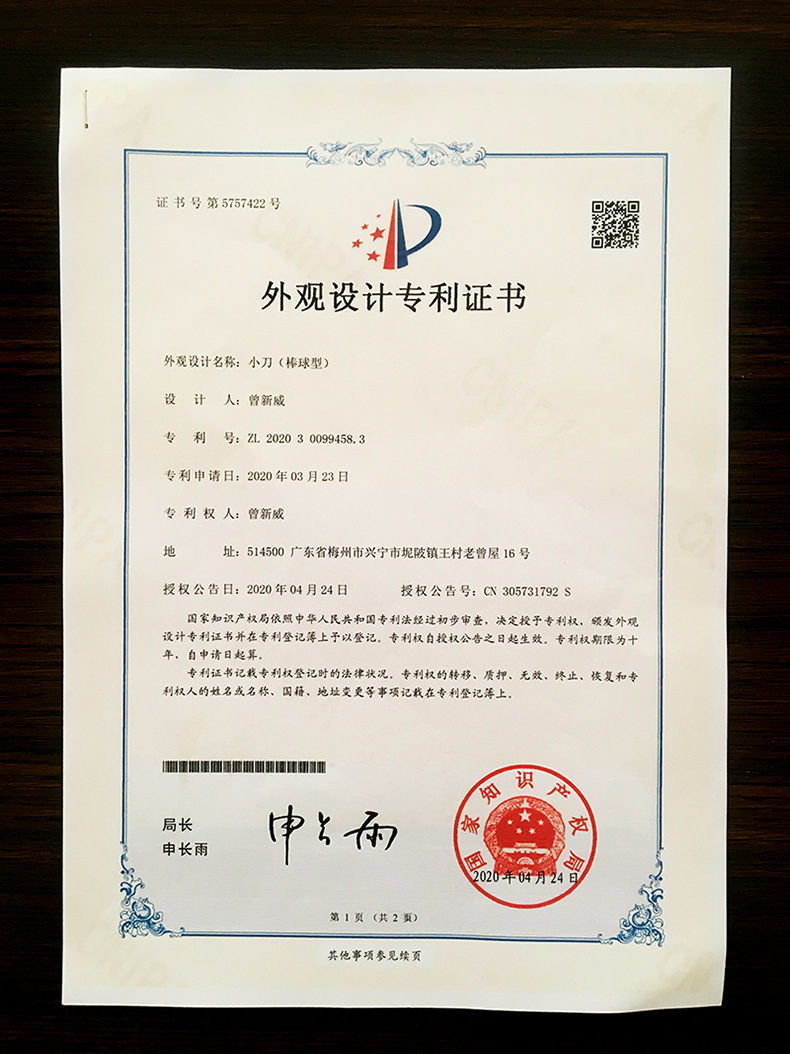 证书号第5757422号
外观设计专利证书
外观设计名称：小刀（棒球型）
设计人：曾新威
专利号：ZL 2020 3 0099458.3
专利申请日：2020年03月23日
专利权人：曾新威
地址：514500 广东省梅州市兴宁市坭陂镇王村老曾屋16号
授权公告日：2020年04月24日 授权公告号：CN 305731792 S
国家知识产权局依照中华人民共和国专利法经过初步审查，决定授予专利权，颁发外观
设计专利证书并在专利登记簿上予以登记。专利权自授权公告之日起生效。专利权期限为十
年，自申请日起算。
专利证书记载专利权登记时的法律状况。专利权的转移、质押、无效、终止、恢复和专
利权人的姓名或名称、国籍、地址变更等事项记载在专利登记簿上。
局长
申长雨
申长雨
国家知识产权局
2020年04月24日
第1页（共2页）
其他事项参见续页
CNIPA
CNIPA
CNIPA
CNIPA